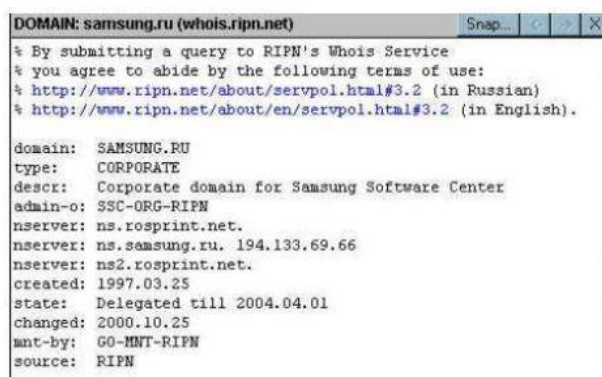 DOMAIN: samsung.ru (whois.ripn.net) Snap... X
% By submitting a query to RIPN's Whois Service
% you agree to abide by the following terms of use:
% http://www.ripn.net/about/servpol.html#3.2 (in Russian)
% http://www.ripn.net/about/en/servpol.html#3.2 (in English).
domain: SAMSUNG.RU
type: CORPORATE
descr: Corporate domain for Samsung Software Center
admin-o: SSC-ORG-RIPN
nserver: ns.rosprint.net.
nserver: ns.samsung.ru. 194.133.69.66
nserver: ns2.rosprint.net.
created: 1997.03.25
state: Delegated till 2004.04.01
changed: 2000.10.25
mnt-by: GO-MNT-RIPN
source: RIPN